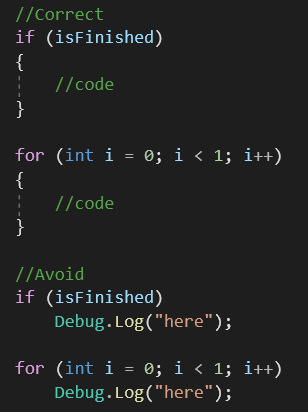 //Correct
if (isFinished)
{
    //code
}
for (int i = 0; i < 1; i++)
{
    //code
}
//Avoid
if (isFinished)
    Debug.Log("here");
for (int i = 0; i < 1; i++)
    Debug.Log("here");